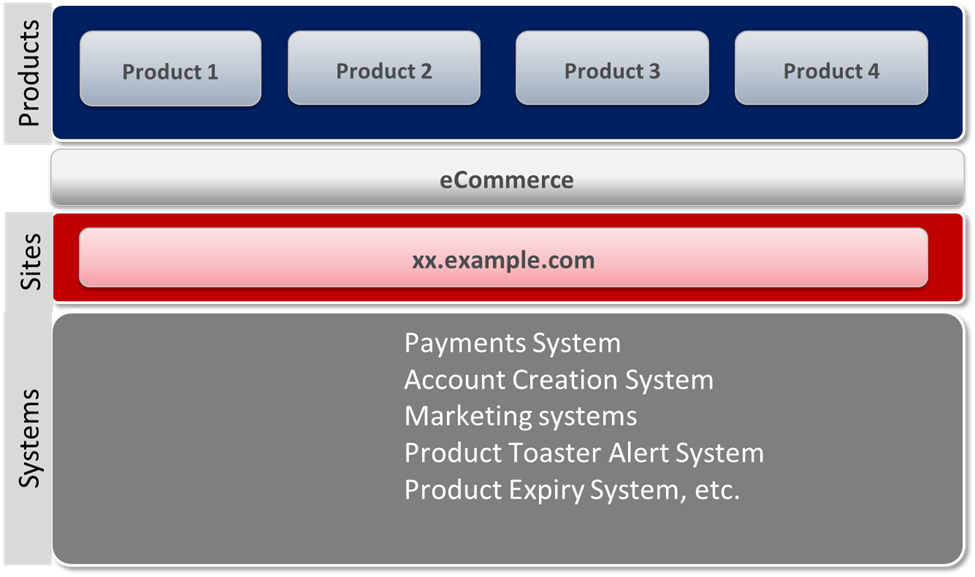 Products
Product 1
Product 2
Product 3
Product 4
eCommerce
Sites
xx.example.com
Systems
Payments System
Account Creation System
Marketing systems
Product Toaster Alert System
Product Expiry System, etc.